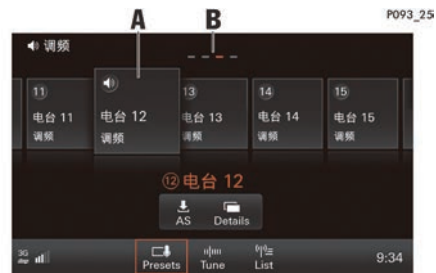 A
B
P093_25
调频
11
13
14
15
电台 11
电台 12
电台 13
电台 14
电台 15
调频
调频
调频
调频
调频
⑫电台 12
AS
Details
3G
Presets
Tune
List
9:34